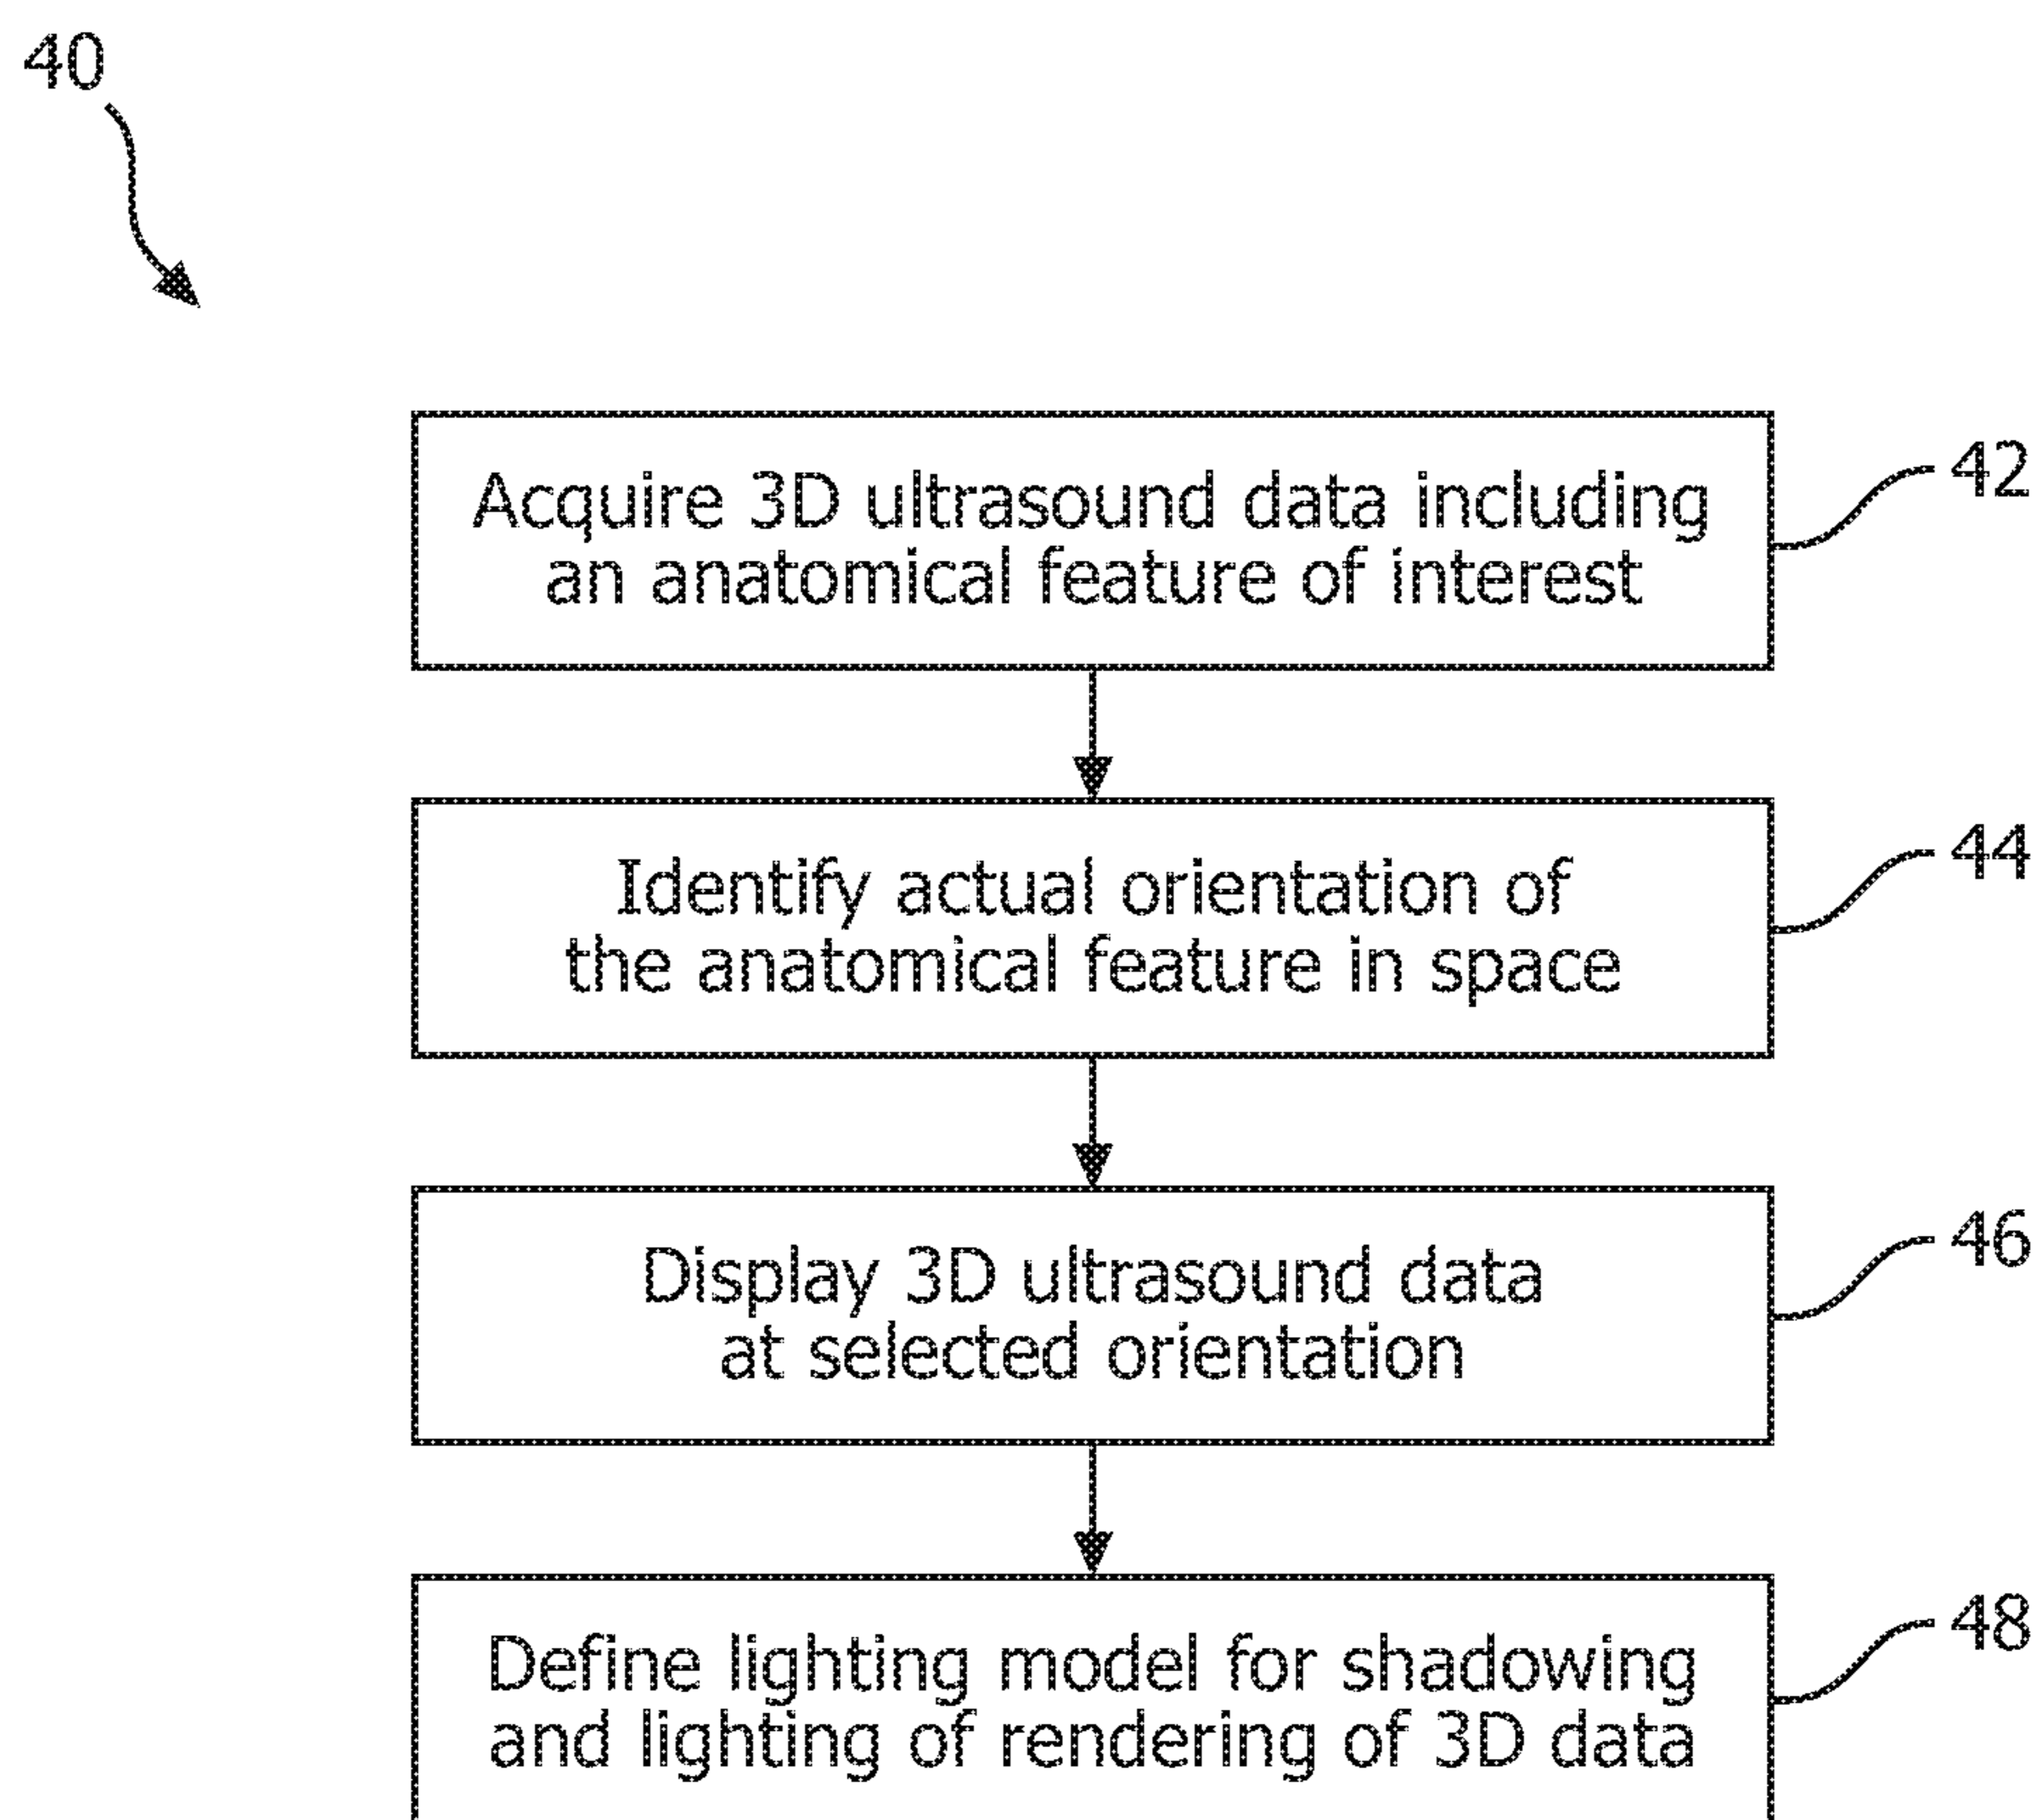 40
Acquire 3D ultrasound data including
an anatomical feature of interest
42
Identify actual orientation of
the anatomical feature in space
44
Display 3D ultrasound data
at selected orientation
46
Define lighting model for shadowing
and lighting of rendering of 3D data
48